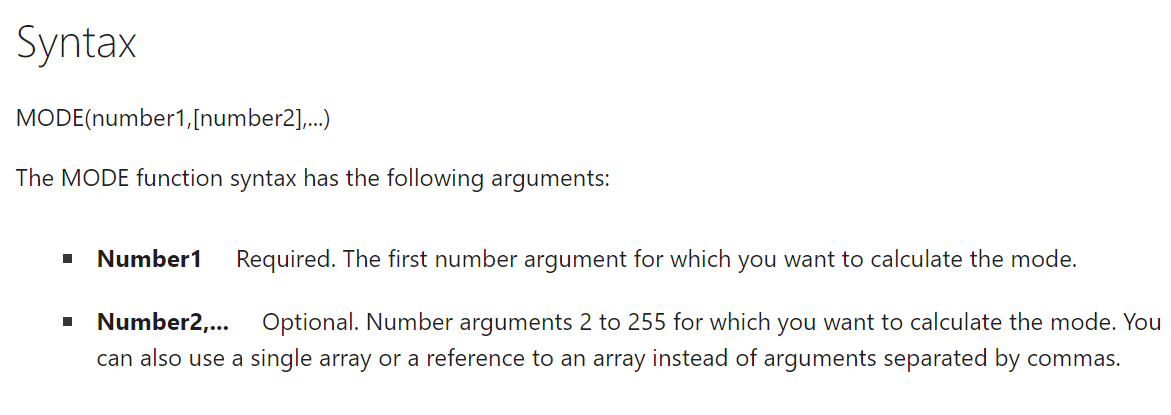 Syntax
MODE(number1,[number2],...)
The MODE function syntax has the following arguments:
▪ Number1 Required. The first number argument for which you want to calculate the mode.
▪ Number2,... Optional. Number arguments 2 to 255 for which you want to calculate the mode. You
can also use a single array or a reference to an array instead of arguments separated by commas.